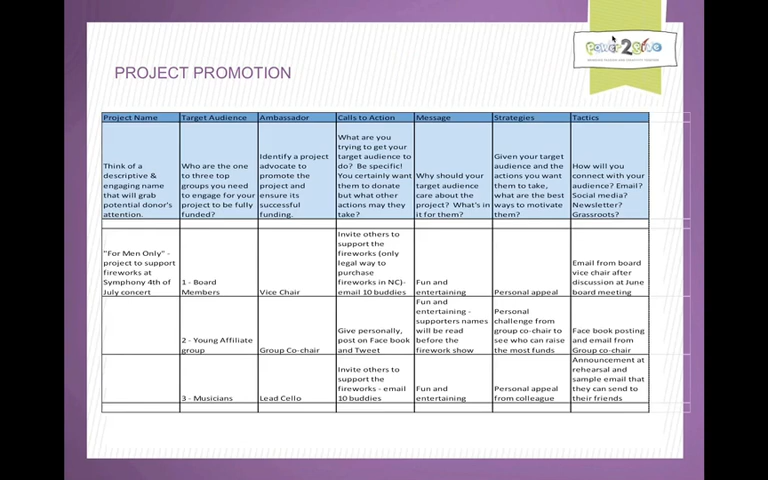 power2give
PROJECT PROMOTION
Project Name
Target Audience
Ambassador
Calls to Action
Message
Strategies
Tactics
Think of a
descriptive &
engaging name
that will grab
potential donor's
attention.
Who are the one
to three top
groups you need
to engage for your
project to be fully
funded?
Identify a project
advocate to
promote the
project and
ensure its
successful
funding.
What are you
trying to get your
target audience to
do?  Be specific!
You certainly want
them to donate
but what other
actions may they
take?
Why should your
target audience
care about the
project?  What's in
it for them?
Given your target
audience and the
actions you want
them to take,
what are the best
ways to motivate
them?
How will you
connect with your
audience? Email?
Social media?
Newsletter?
Grassroots?
"For Men Only" -
project to support
fireworks at
Symphony 4th of
July concert
1 - Board
Members
Vice Chair
Invite others to
support the
fireworks (only
legal way to
purchase
fireworks in NC)-
email 10 buddies
Fun and
entertaining
Personal appeal
Email from board
vice chair after
discussion at June
board meeting
2 - Young Affiliate
group
Group Co-chair
Give personally,
post on Face book
and Tweet
Fun and
entertaining -
supporters names
will be read
before the
firework show
Personal
challenge from
group co-chair to
see who can raise
the most funds
Face book posting
and email from
Group co-chair
3 - Musicians
Lead Cello
Invite others to
support the
fireworks - email
10 buddies
Fun and
entertaining
Personal appeal
from colleague
Announcement at
rehearsal and
sample email that
they can send to
their friends